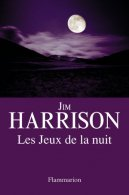 JIM
HARRISON
Les Jeux de la nuit
Flammarion